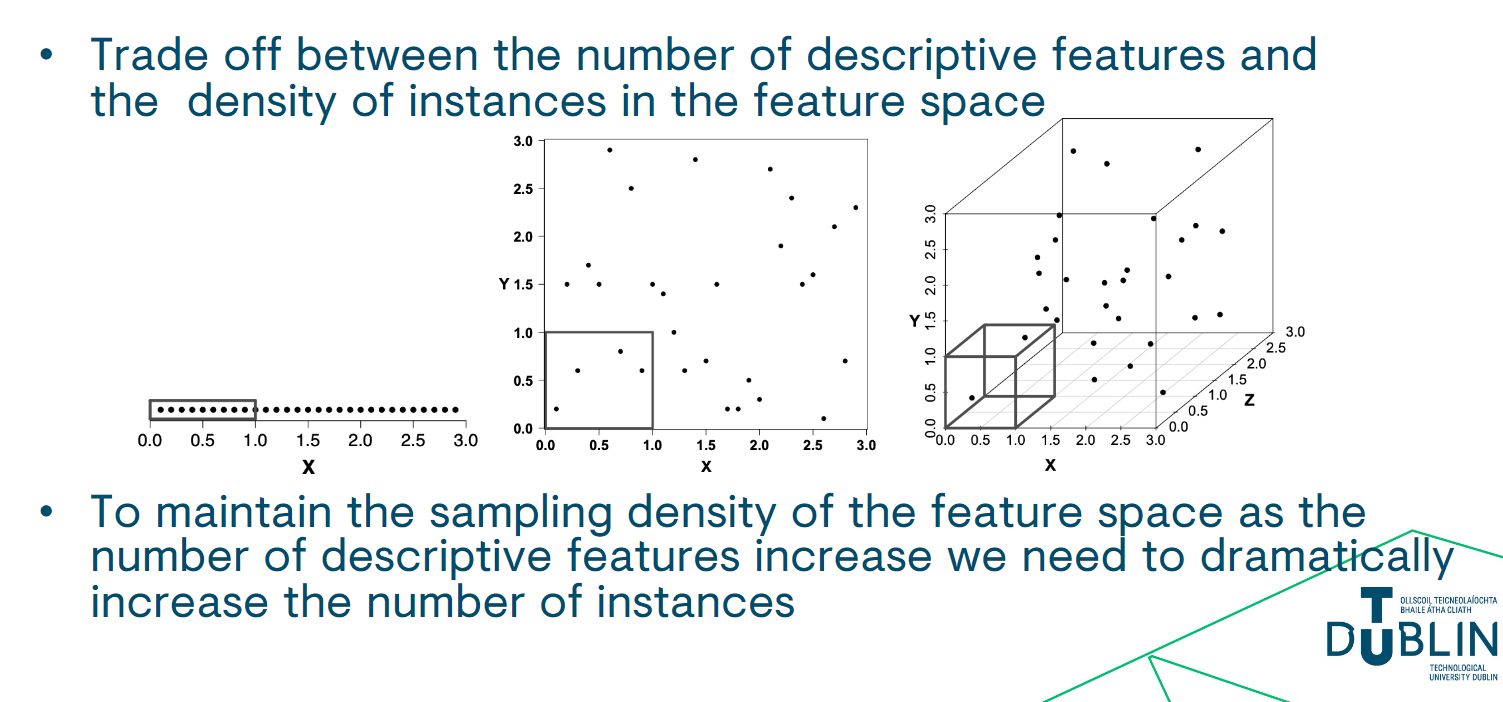 • Trade off between the number of descriptive features and
the density of instances in the feature space
0.0 0.5 1.0 1.5 2.0 2.5 3.0
X
3.0
2.5
2.0
Y 1.5
1.0
0.5
0.0
0.0 0.5 1.0 1.5 2.0 2.5 3.0
X
3.0
2.5
2.0
Y 1.5
1.0
0.5
0.0
0.0 0.5 1.0 1.5 2.0 2.5 3.0
X
3.0
2.5
2.0
1.5
1.0
0.5
0.0
Z
• To maintain the sampling density of the feature space as the
number of descriptive features increase we need to dramatically
increase the number of instances
OLLSCOIL TEICNEOLAÍOCHTA
BHAILE ÁTHA CLIATH
TU DUBLIN
TECHNOLOGICAL
UNIVERSITY DUBLIN